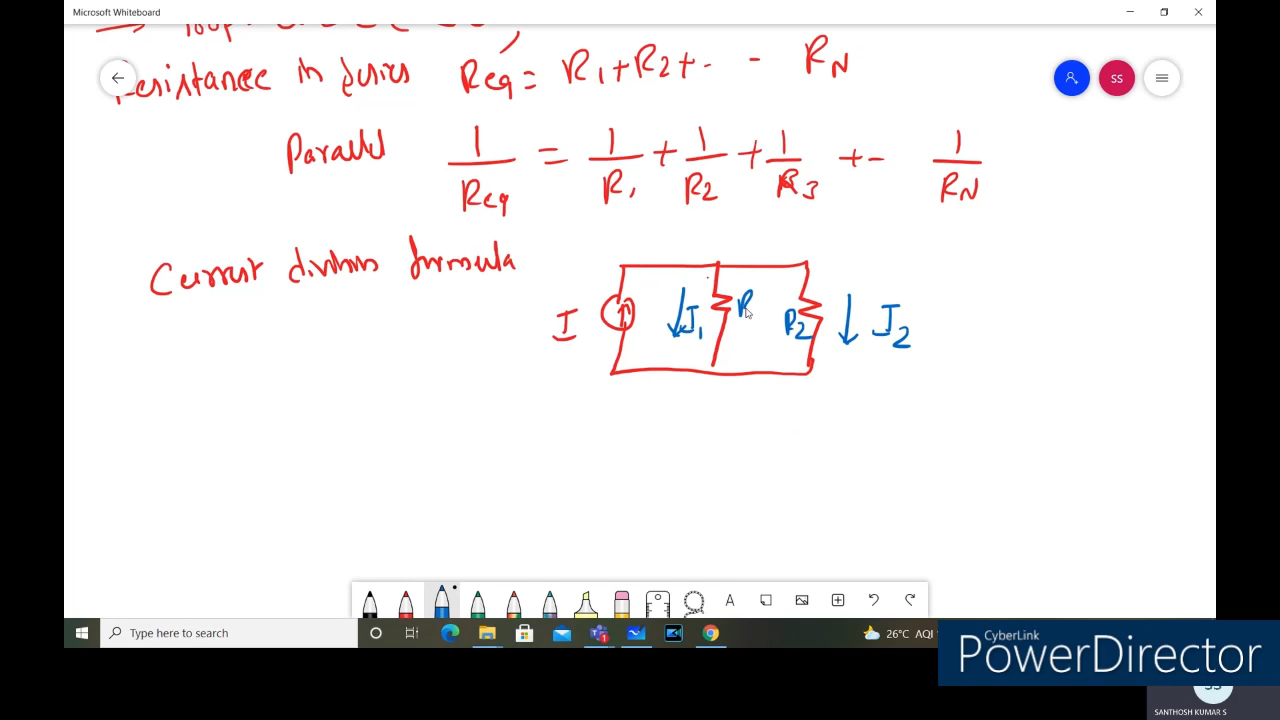 Microsoft Whiteboard
Resistance in series Req = R1+R2+- - RN
SS
Parallel 1/Req = 1/R1 + 1/R2 + 1/R3 +- 1/RN
Current division formula
I J1 R R2 J2
A
Type here to search
26°C AQI
CyberLink
PowerDirector
SANTHOSH KUMAR S